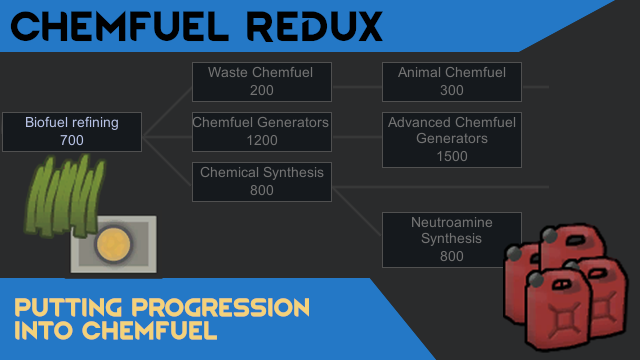 CHEMFUEL REDUX
Waste Chemfuel
200
Animal Chemfuel
300
Biofuel refining
700
Chemfuel Generators
1200
Advanced Chemfuel
Generators
1500
Chemical Synthesis
800
Neutroamine
Synthesis
800
PUTTING PROGRESSION
INTO CHEMFUEL